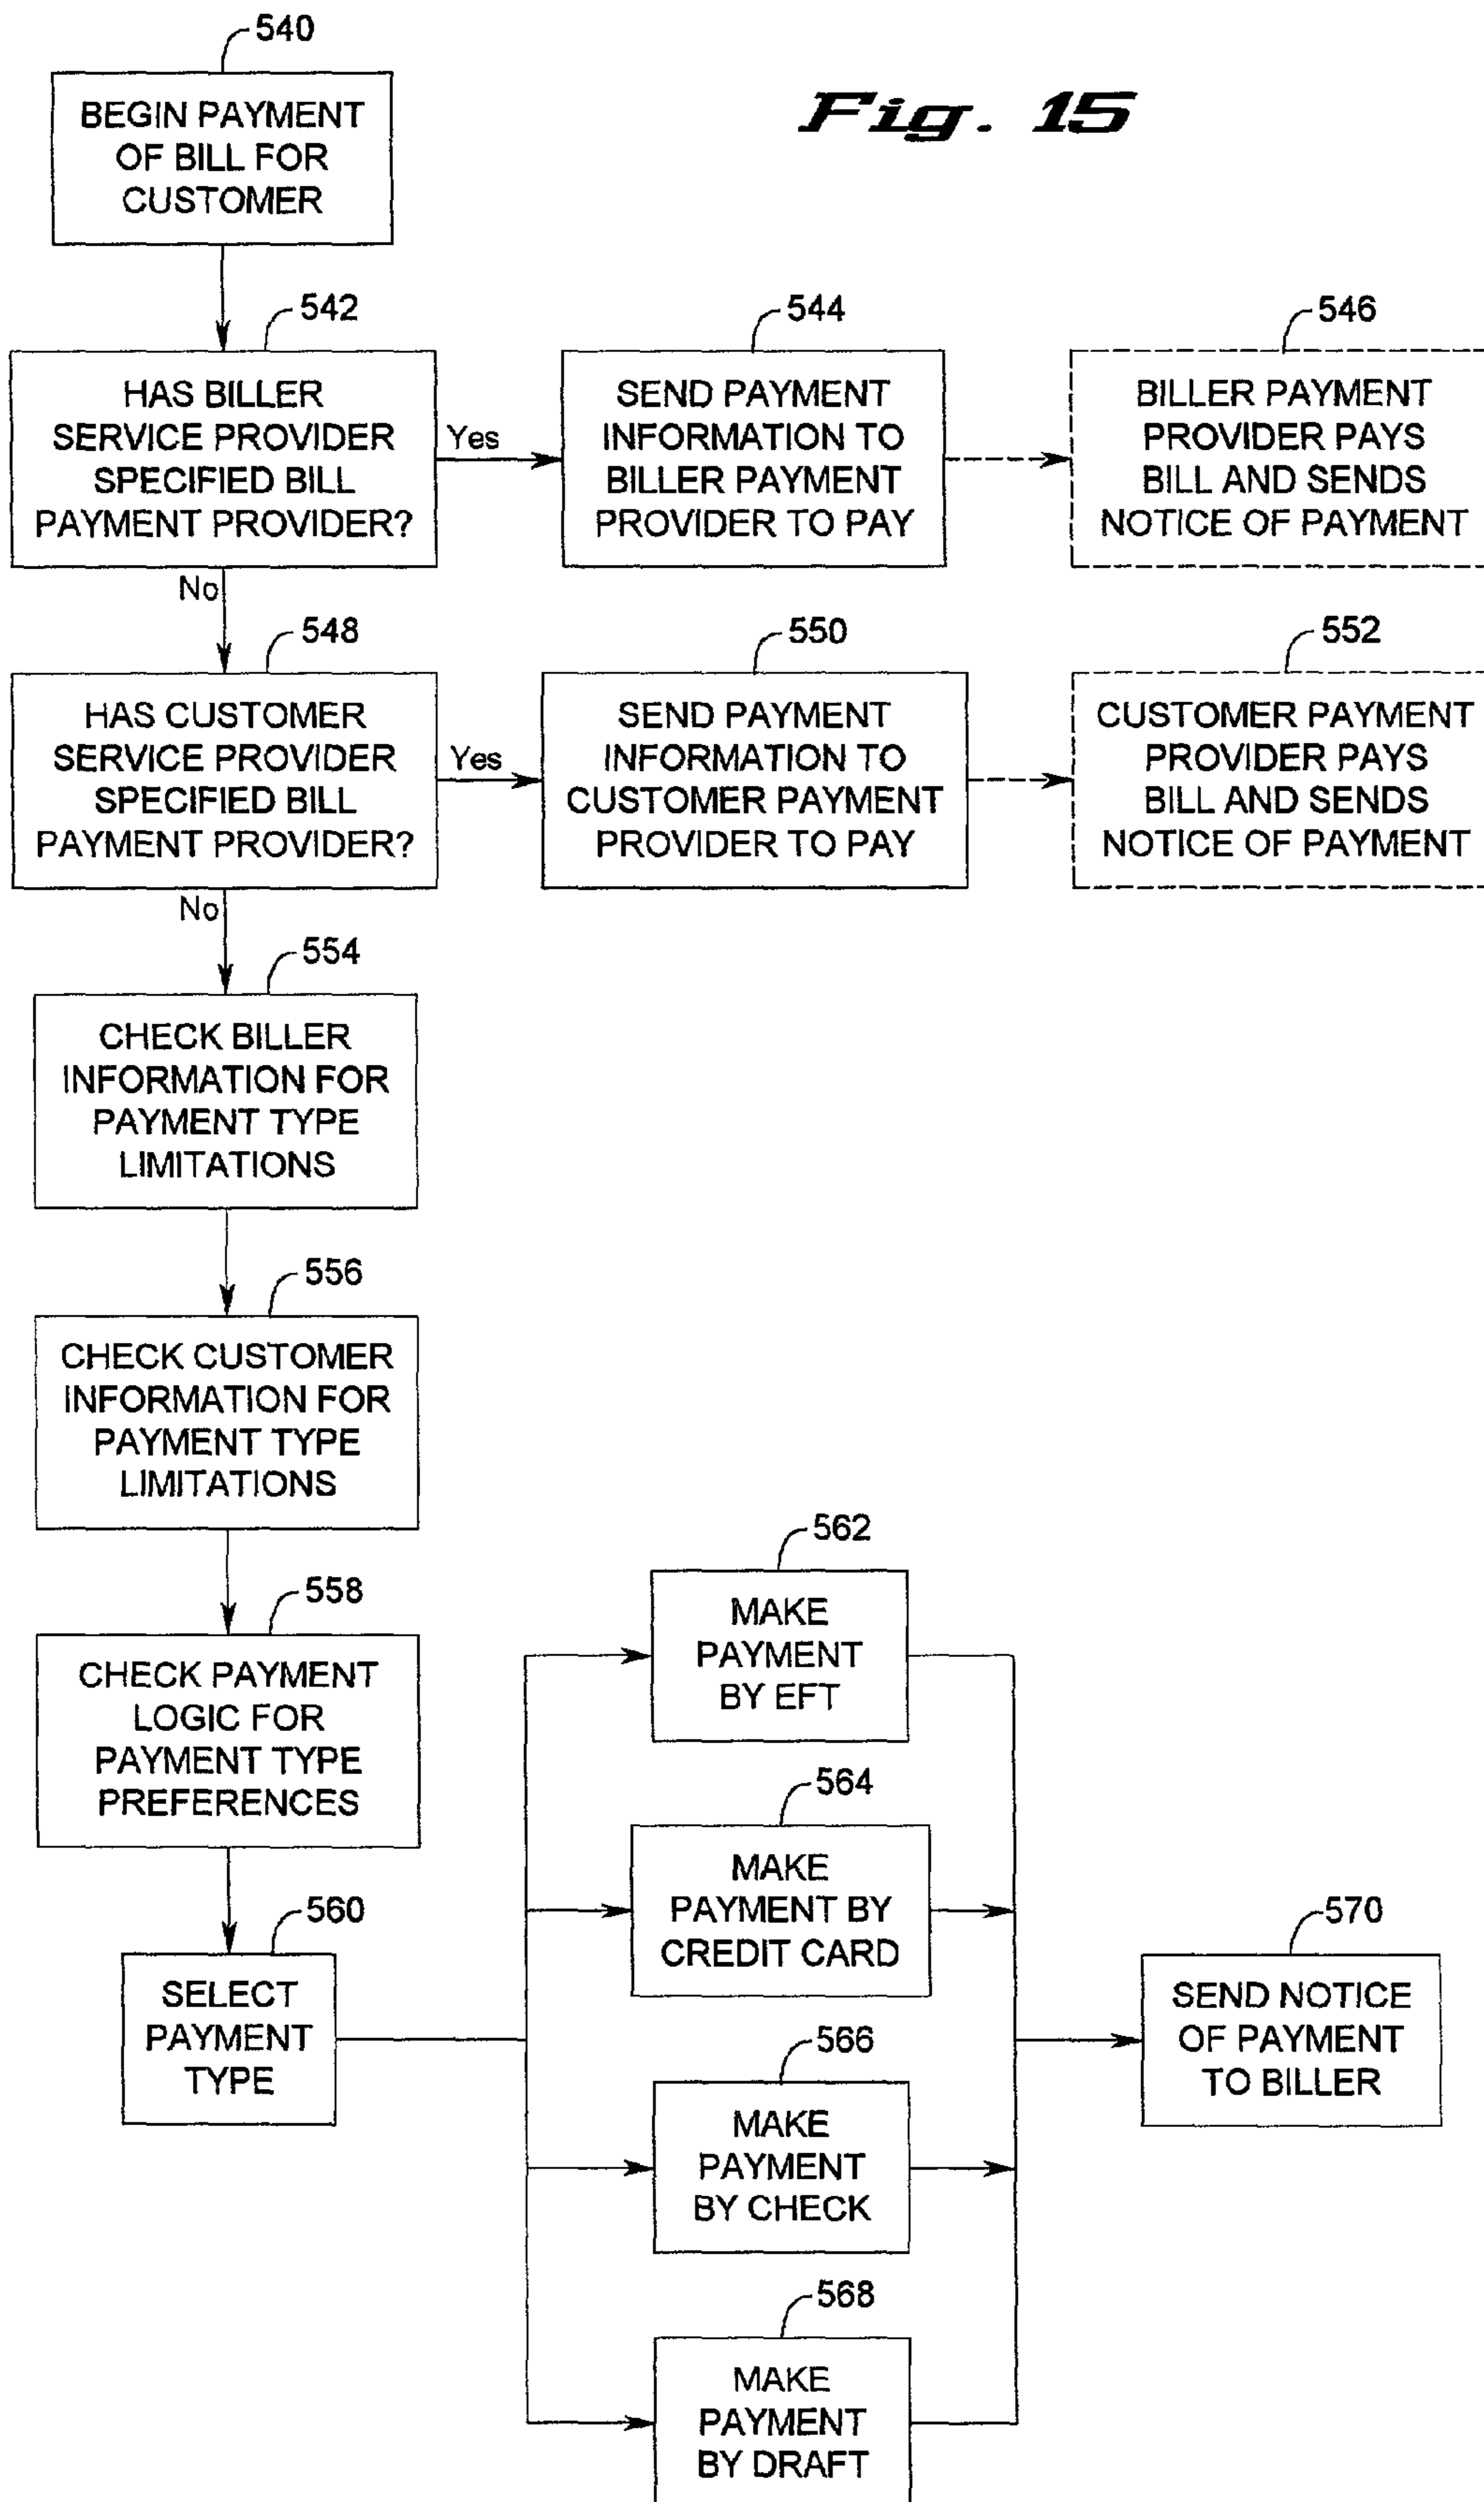 540
Fig. 15
BEGIN PAYMENT
OF BILL FOR
CUSTOMER
542
HAS BILLER
SERVICE PROVIDER
SPECIFIED BILL
PAYMENT PROVIDER?
Yes
No
544
SEND PAYMENT
INFORMATION TO
BILLER PAYMENT
PROVIDER TO PAY
546
BILLER PAYMENT
PROVIDER PAYS
BILL AND SENDS
NOTICE OF PAYMENT
548
HAS CUSTOMER
SERVICE PROVIDER
SPECIFIED BILL
PAYMENT PROVIDER?
Yes
No
550
SEND PAYMENT
INFORMATION TO
CUSTOMER PAYMENT
PROVIDER TO PAY
552
CUSTOMER PAYMENT
PROVIDER PAYS
BILL AND SENDS
NOTICE OF PAYMENT
554
CHECK BILLER
INFORMATION FOR
PAYMENT TYPE
LIMITATIONS
556
CHECK CUSTOMER
INFORMATION FOR
PAYMENT TYPE
LIMITATIONS
558
CHECK PAYMENT
LOGIC FOR
PAYMENT TYPE
PREFERENCES
560
SELECT
PAYMENT
TYPE
562
MAKE
PAYMENT
BY EFT
564
MAKE
PAYMENT BY
CREDIT CARD
566
MAKE
PAYMENT
BY CHECK
568
MAKE
PAYMENT
BY DRAFT
570
SEND NOTICE
OF PAYMENT
TO BILLER